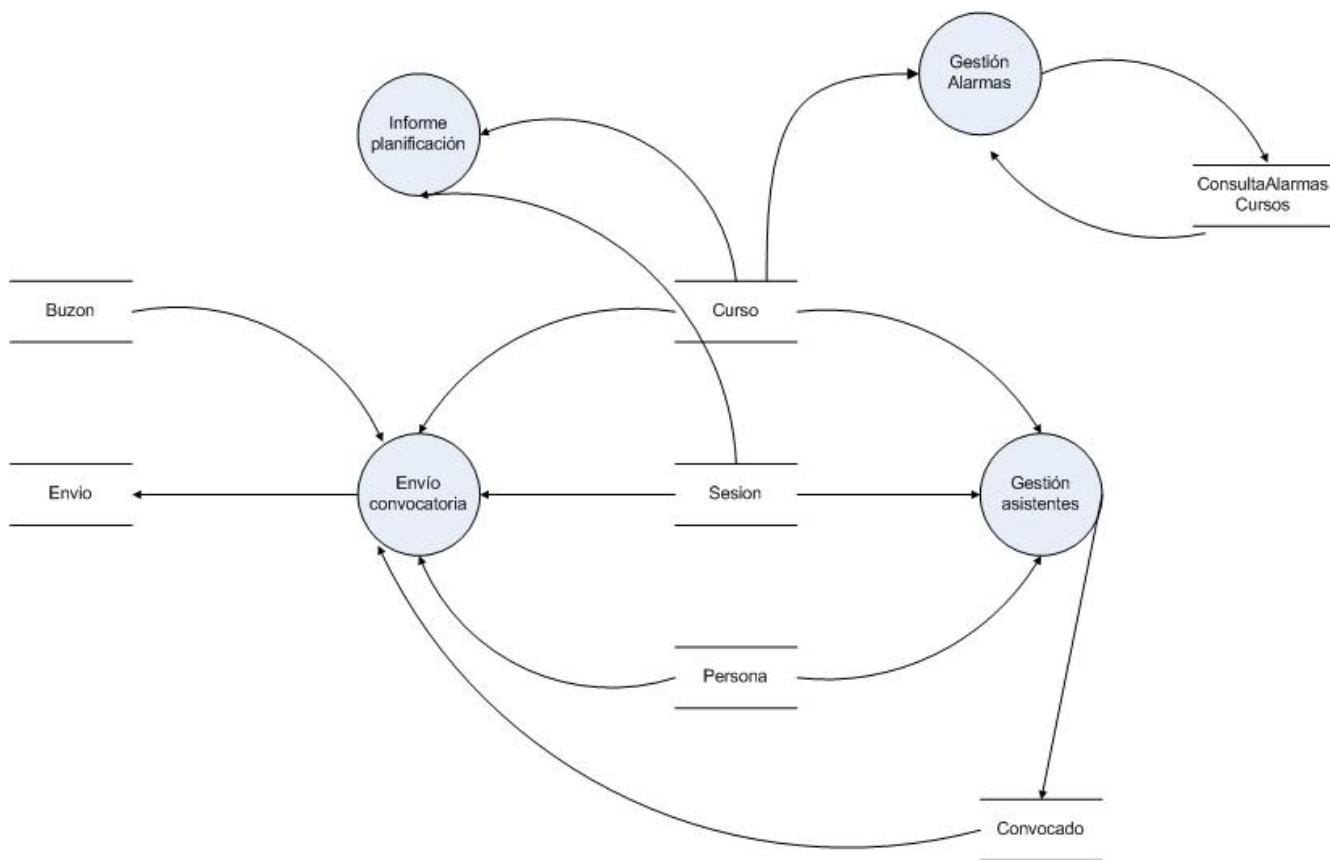 Gestión
Alarmas
Informe
planificación
ConsultaAlarmas
Cursos
Buzon
Curso
Envio
Envío
convocatoria
Sesion
Gestión
asistentes
Persona
Convocado